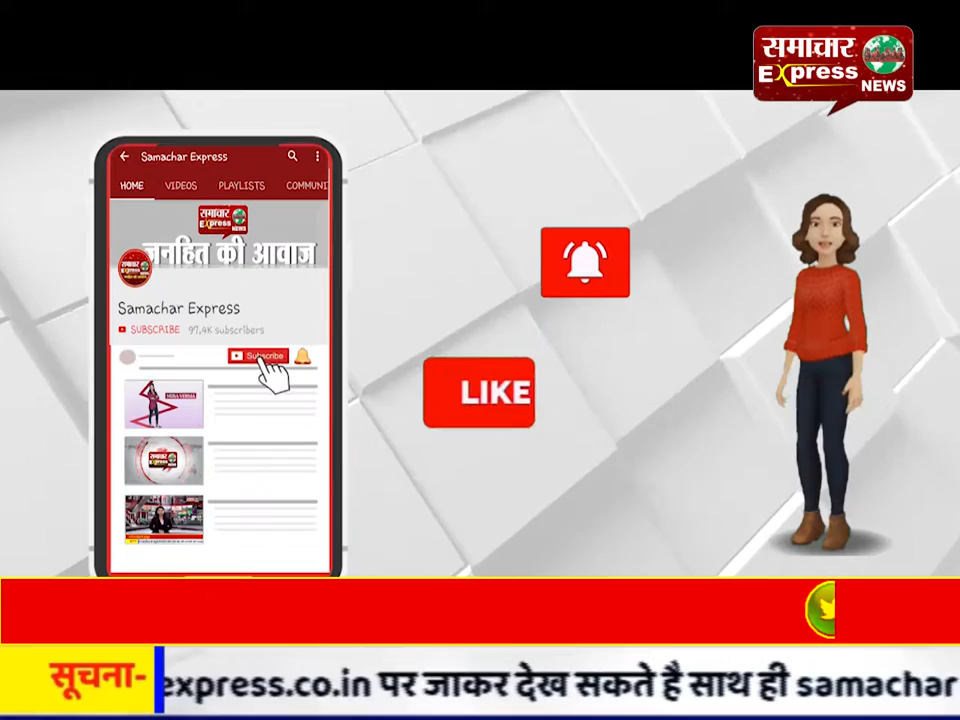 समाचार
Express
NEWS
Samachar Express
HOME VIDEOS PLAYLISTS COMMUNI
समाचार
Express
NEWS
जनहित की आवाज
Samachar Express
SUBSCRIBE 97.4K subscribers
Subscribe
LIKE
सूचना- express.co.in पर जाकर देख सकते है साथ ही samachar